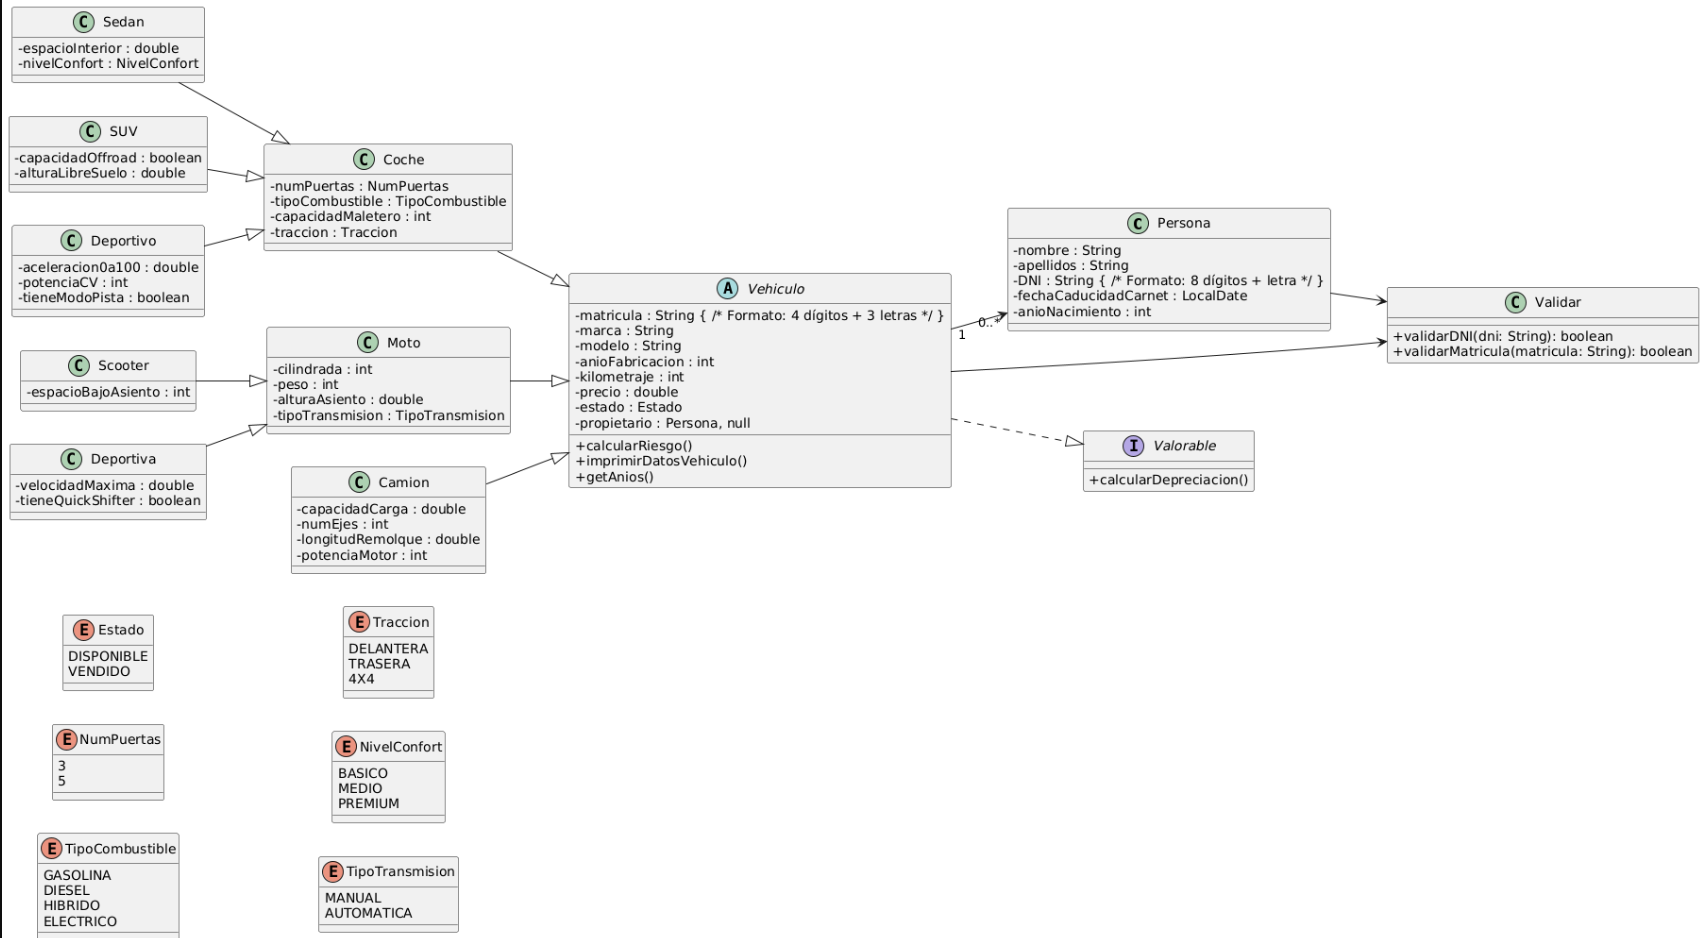 C Sedan
-espacioInterior : double
-nivelConfort : NivelConfort
C SUV
-capacidadOffroad : boolean
-alturaLibreSuelo : double
C Deportivo
-aceleracion0a100 : double
-potenciaCV : int
-tieneModoPista : boolean
C Scooter
-espacioBajoAsiento : int
C Deportiva
-velocidadMaxima : double
-tieneQuickShifter : boolean
C Coche
-numPuertas : NumPuertas
-tipoCombustible : TipoCombustible
-capacidadMaletero : int
-traccion : Traccion
C Moto
-cilindrada : int
-peso : int
-alturaAsiento : double
-tipoTransmision : TipoTransmision
C Camion
-capacidadCarga : double
-numEjes : int
-longitudRemolque : double
-potenciaMotor : int
A Vehiculo
-matricula : String { /* Formato: 4 dígitos + 3 letras */ }
-marca : String
-modelo : String
-anioFabricacion : int
-kilometraje : int
-precio : double
-estado : Estado
-propietario : Persona, null
+calcularRiesgo()
+imprimirDatosVehiculo()
+getAnios()
1
0..*
C Persona
-nombre : String
-apellidos : String
-DNI : String { /* Formato: 8 dígitos + letra */ }
-fechaCaducidadCarnet : LocalDate
-anioNacimiento : int
C Validar
+validarDNI(dni: String): boolean
+validarMatricula(matricula: String): boolean
I Valorable
+calcularDepreciacion()
E Estado
DISPONIBLE
VENDIDO
E NumPuertas
3
5
E TipoCombustible
GASOLINA
DIESEL
HIBRIDO
ELECTRICO
E Traccion
DELANTERA
TRASERA
4X4
E NivelConfort
BASICO
MEDIO
PREMIUM
E TipoTransmision
MANUAL
AUTOMATICA